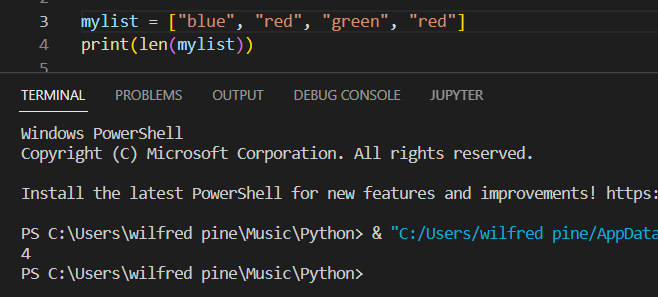 2
3 mylist = ["blue", "red", "green", "red"]
4 print(len(mylist))
5
TERMINAL PROBLEMS OUTPUT DEBUG CONSOLE JUPYTER
Windows PowerShell
Copyright (C) Microsoft Corporation. All rights reserved.
Install the latest PowerShell for new features and improvements! https:
PS C:\Users\wilfred pine\Music\Python> & "C:/Users/wilfred pine/AppData
4
PS C:\Users\wilfred pine\Music\Python>